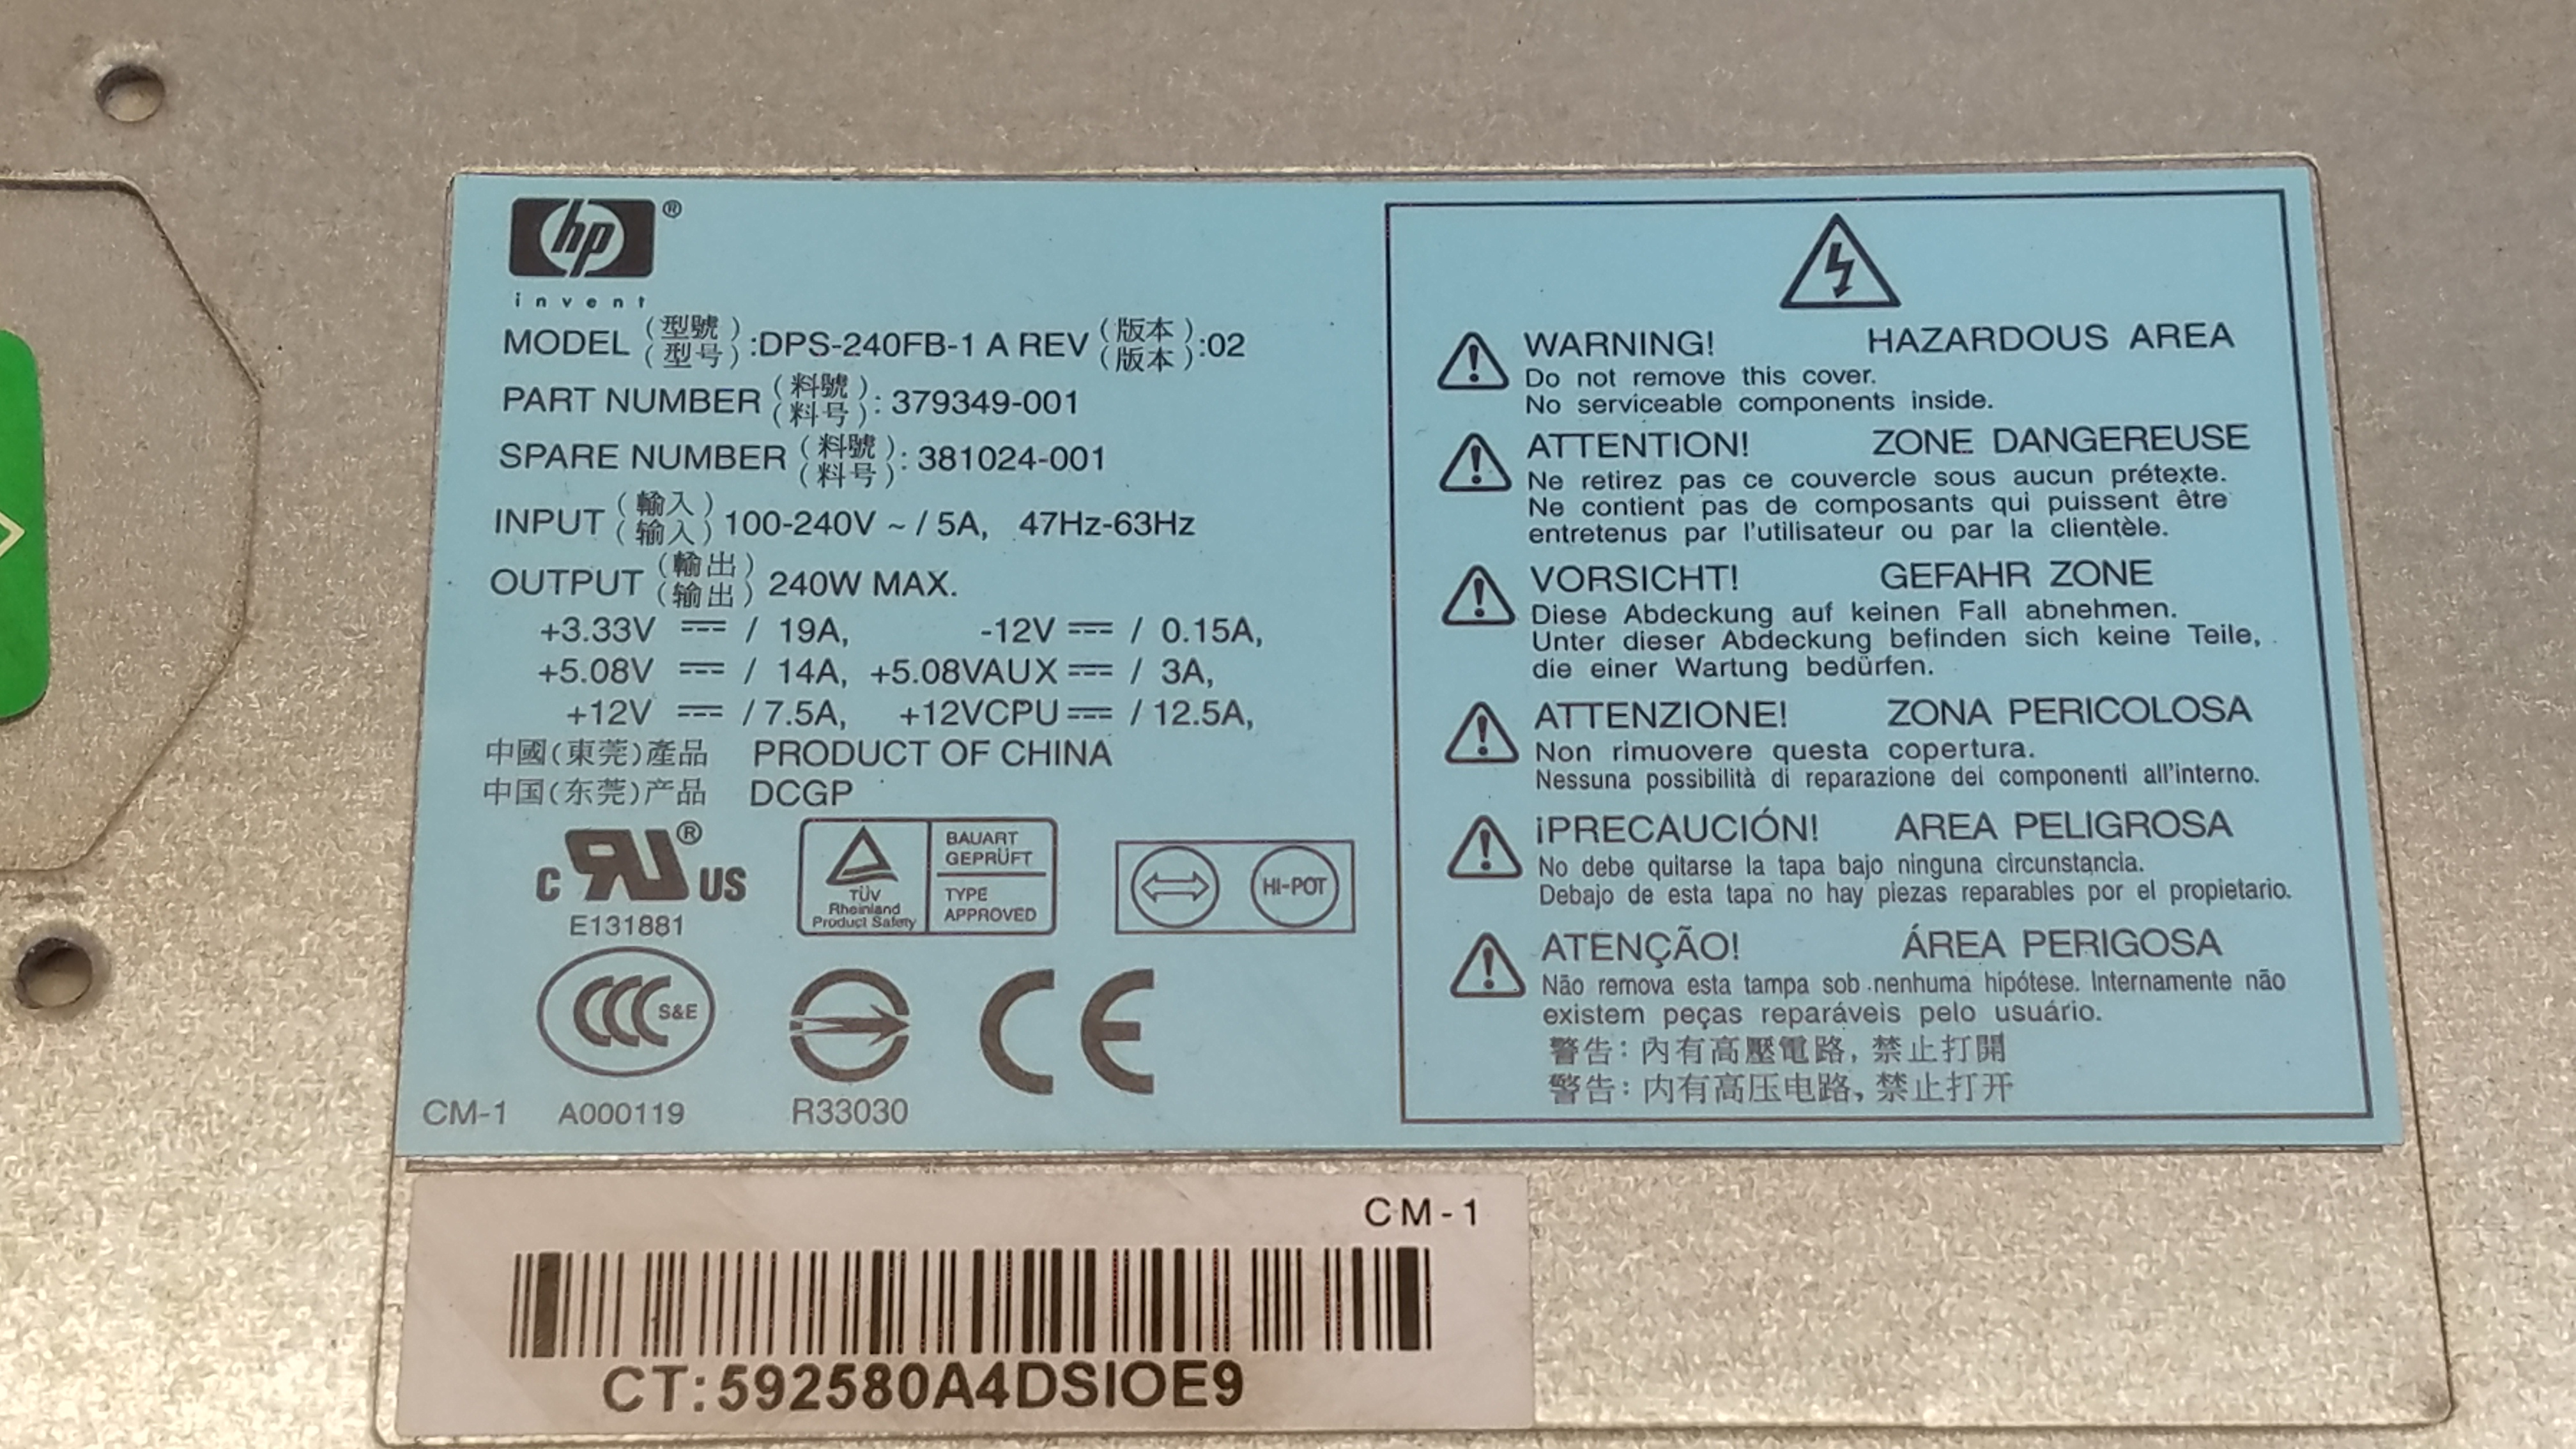 hp ®
invent
MODEL (型號) (型号) :DPS-240FB-1 A REV (版本) (版本) :02
PART NUMBER (料號) (料号) : 379349-001
SPARE NUMBER (料號) (料号) : 381024-001
INPUT (輸入) (输入) 100-240V ~ / 5A, 47Hz-63Hz
OUTPUT (輸出) (输出) 240W MAX.
+3.33V ⎓ / 19A, -12V ⎓ / 0.15A,
+5.08V ⎓ / 14A, +5.08VAUX ⎓ / 3A,
+12V ⎓ / 7.5A, +12VCPU ⎓ / 12.5A,
中國(東莞)產品 PRODUCT OF CHINA
中国(东莞)产品 DCGP
C RU ® US
E131881
TÜV
Rheinland
Product Safety
BAUART
GEPRÜFT
TYPE
APPROVED
HI-POT
CCC S&E
CE
CM-1 A000119 R33030
WARNING! HAZARDOUS AREA
Do not remove this cover.
No serviceable components inside.
ATTENTION! ZONE DANGEREUSE
Ne retirez pas ce couvercle sous aucun prétexte.
Ne contient pas de composants qui puissent être
entretenus par l'utilisateur ou par la clientèle.
VORSICHT! GEFAHR ZONE
Diese Abdeckung auf keinen Fall abnehmen.
Unter dieser Abdeckung befinden sich keine Teile,
die einer Wartung bedürfen.
ATTENZIONE! ZONA PERICOLOSA
Non rimuovere questa copertura.
Nessuna possibilità di reparazione dei componenti all'interno.
¡PRECAUCIÓN! AREA PELIGROSA
No debe quitarse la tapa bajo ninguna circunstancia.
Debajo de esta tapa no hay piezas reparables por el propietario.
ATENÇÃO! ÁREA PERIGOSA
Não remova esta tampa sob nenhuma hipótese. Internamente não
existem peças reparáveis pelo usuário.
警告：內有高壓電路，禁止打開
警告：内有高压电路，禁止打开
CM-1
CT:592580A4DSIOE9